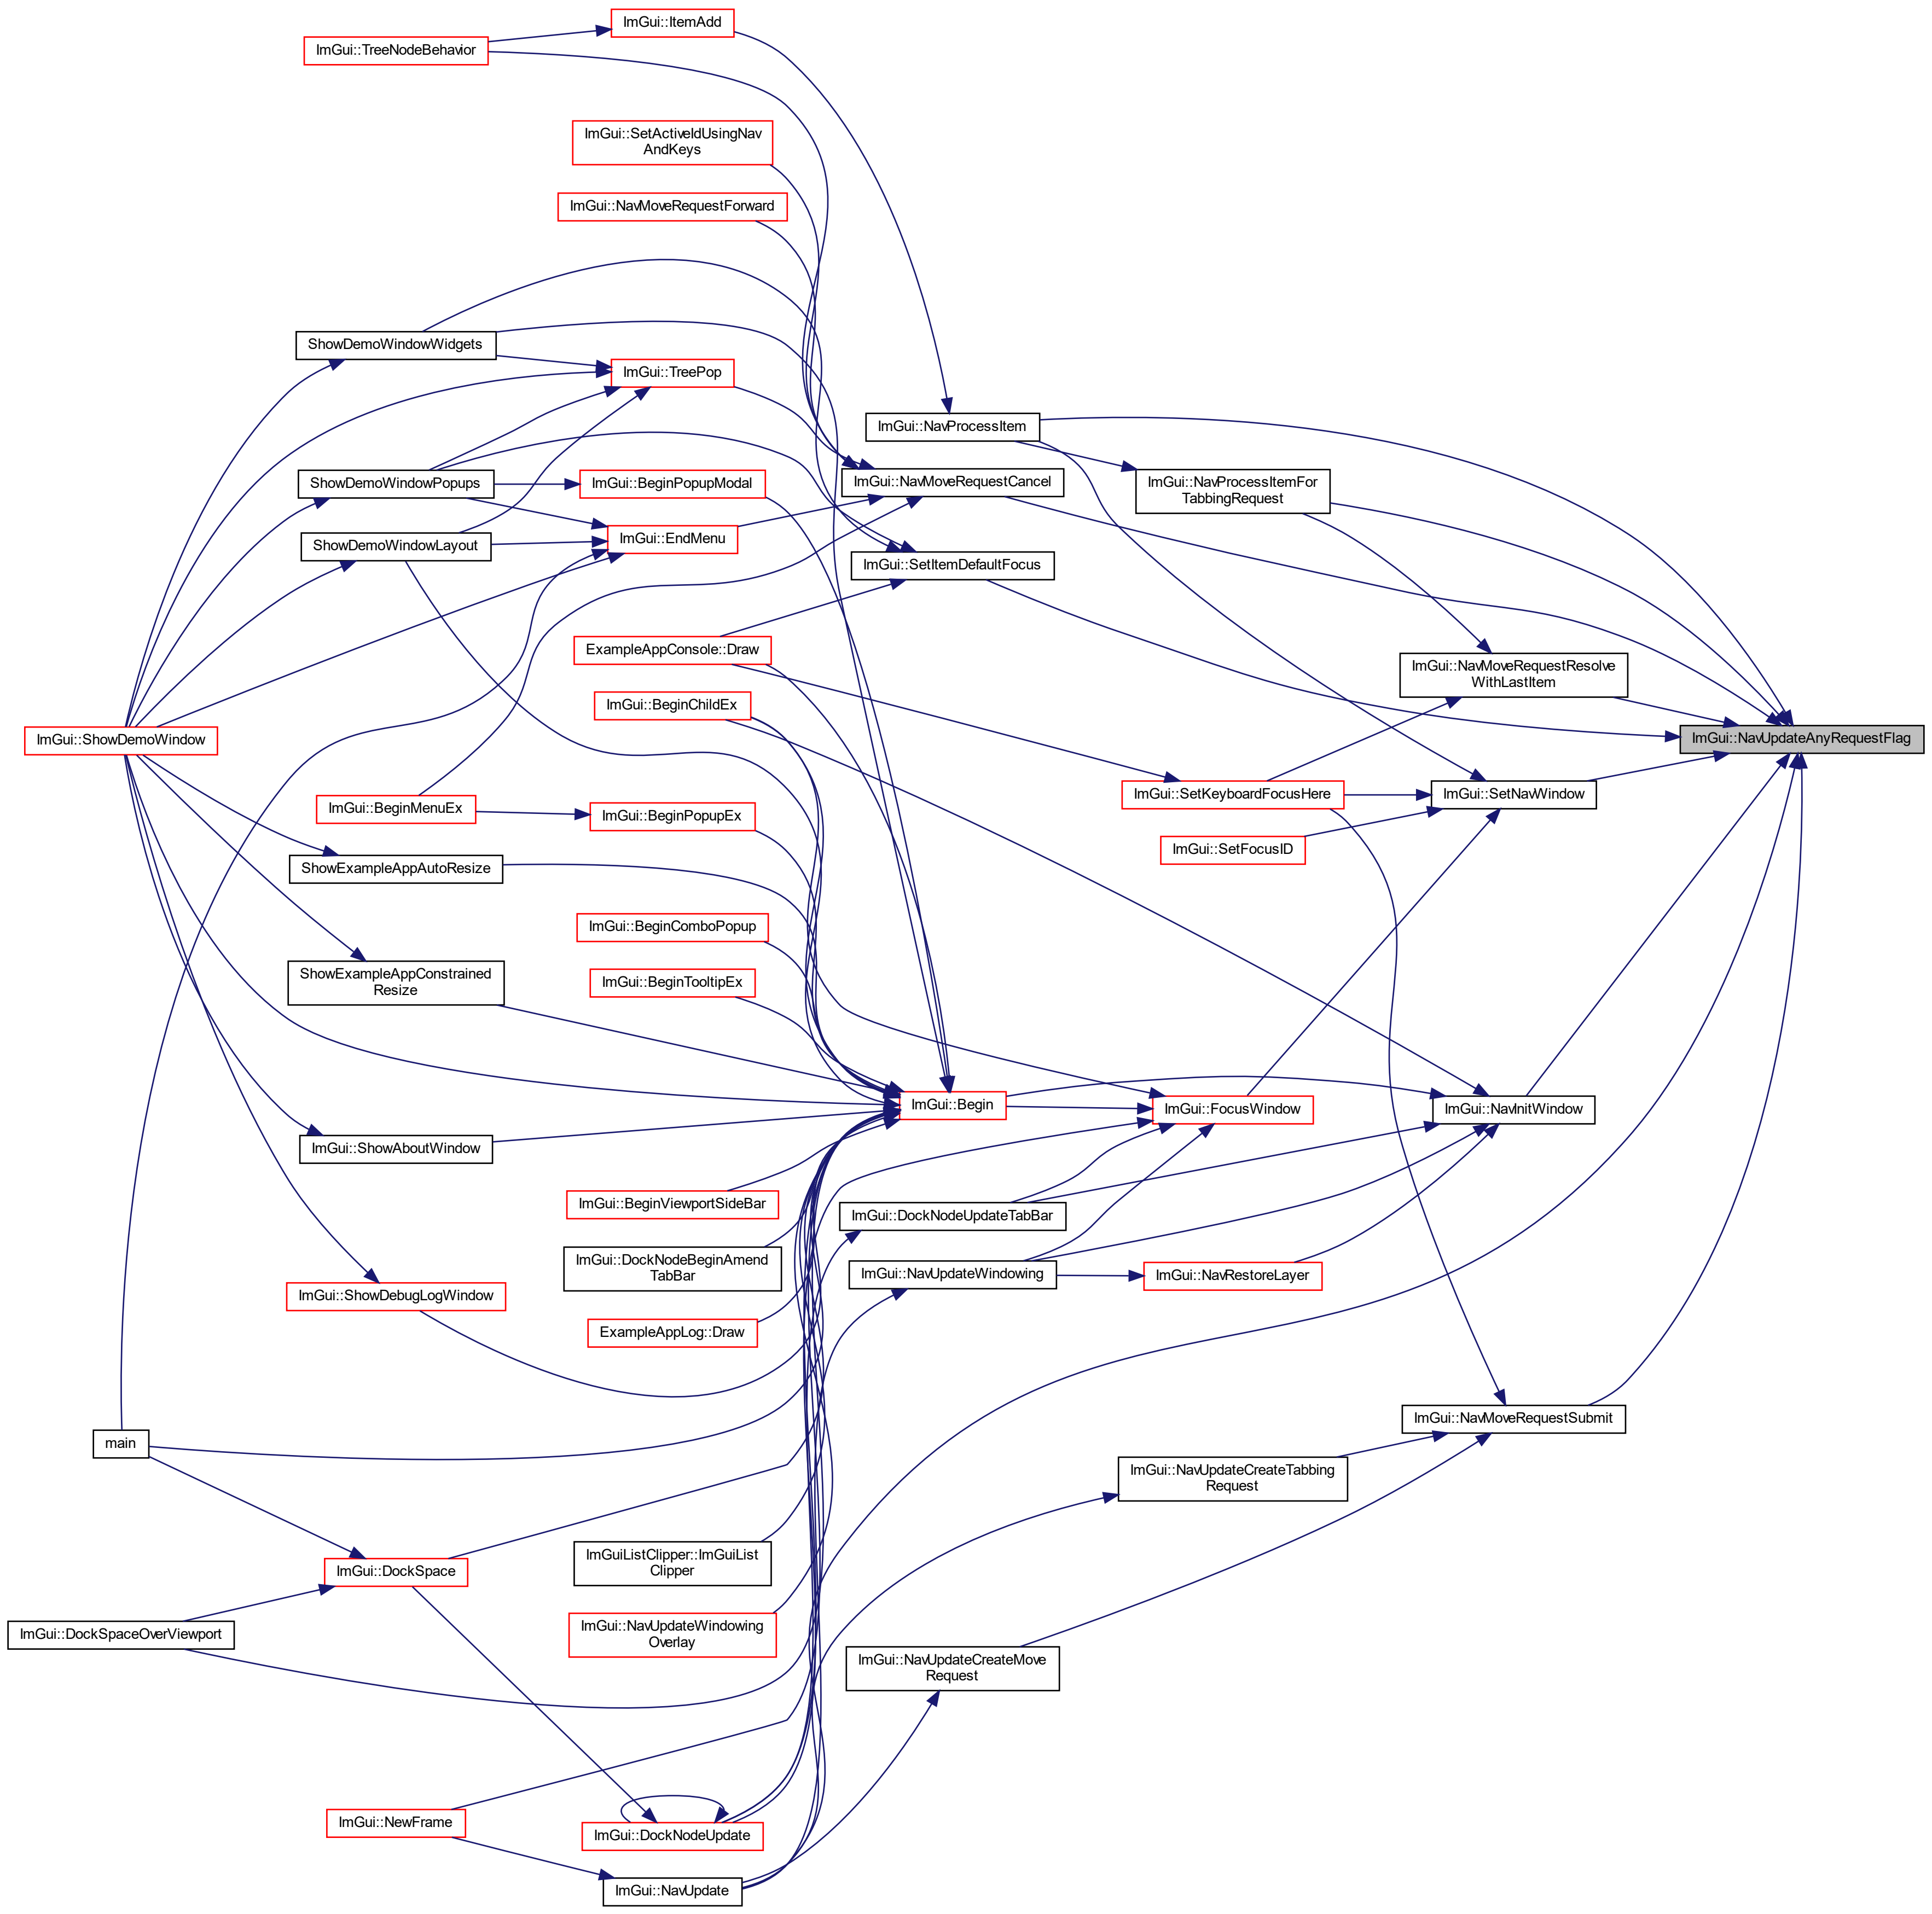 ImGui::ItemAdd
ImGui::TreeNodeBehavior
ImGui::SetActiveIdUsingNav
AndKeys
ImGui::NavMoveRequestForward
ShowDemoWindowWidgets
ImGui::TreePop
ImGui::NavProcessItem
ShowDemoWindowPopups
ImGui::BeginPopupModal
ImGui::NavMoveRequestCancel
ImGui::NavProcessItemFor
TabbingRequest
ShowDemoWindowLayout
ImGui::EndMenu
ImGui::SetItemDefaultFocus
ExampleAppConsole::Draw
ImGui::NavMoveRequestResolve
WithLastItem
ImGui::BeginChildEx
ImGui::ShowDemoWindow
ImGui::NavUpdateAnyRequestFlag
ImGui::BeginMenuEx
ImGui::BeginPopupEx
ImGui::SetKeyboardFocusHere
ImGui::SetNavWindow
ImGui::SetFocusID
ShowExampleAppAutoResize
ImGui::BeginComboPopup
ShowExampleAppConstrained
Resize
ImGui::BeginTooltipEx
ImGui::Begin
ImGui::FocusWindow
ImGui::NavInitWindow
ImGui::ShowAboutWindow
ImGui::BeginViewportSideBar
ImGui::DockNodeUpdateTabBar
ImGui::DockNodeBeginAmend
TabBar
ImGui::NavUpdateWindowing
ImGui::NavRestoreLayer
ImGui::ShowDebugLogWindow
ExampleAppLog::Draw
main
ImGui::NavMoveRequestSubmit
ImGui::NavUpdateCreateTabbing
Request
ImGuiListClipper::ImGuiList
Clipper
ImGui::DockSpace
ImGui::DockSpaceOverViewport
ImGui::NavUpdateWindowing
Overlay
ImGui::NavUpdateCreateMove
Request
ImGui::NewFrame
ImGui::DockNodeUpdate
ImGui::NavUpdate